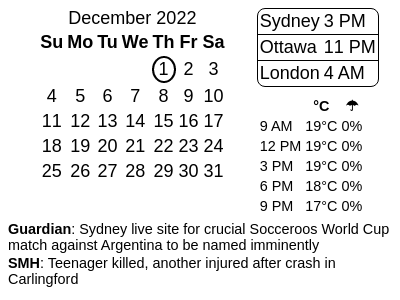 December 2022
Su Mo Tu We Th Fr Sa
1 2 3
4 5 6 7 8 9 10
11 12 13 14 15 16 17
18 19 20 21 22 23 24
25 26 27 28 29 30 31
Sydney 3 PM
Ottawa 11 PM
London 4 AM
°C ☂
9 AM 19°C 0%
12 PM 19°C 0%
3 PM 19°C 0%
6 PM 18°C 0%
9 PM 17°C 0%
Guardian: Sydney live site for crucial Socceroos World Cup
match against Argentina to be named imminently
SMH: Teenager killed, another injured after crash in
Carlingford